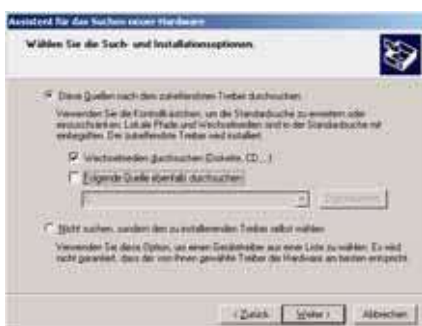 Assistent für das Suchen neuer Hardware
Wählen Sie die Such- und Installationsoptionen.
Diese Quellen nach dem zutreffendsten Treiber durchsuchen
Verwenden Sie die Kontrollkästchen, um die Standardsuche zu erweitern oder
einzuschränken. Lokale Pfade und Wechselmedien sind in der Standardsuche mit
einbegriffen. Der zutreffendste Treiber wird installiert.
Wechselmedien durchsuchen (Diskette, CD,...)
Folgende Quelle ebenfalls durchsuchen:
Durchsuchen
Nicht suchen, sondern den zu installierenden Treiber selbst wählen
Verwenden Sie diese Option, um einen Gerätetreiber aus einer Liste zu wählen. Es wird
nicht garantiert, dass der von Ihnen gewählte Treiber der Hardware am besten entspricht.
< Zurück
Weiter >
Abbrechen